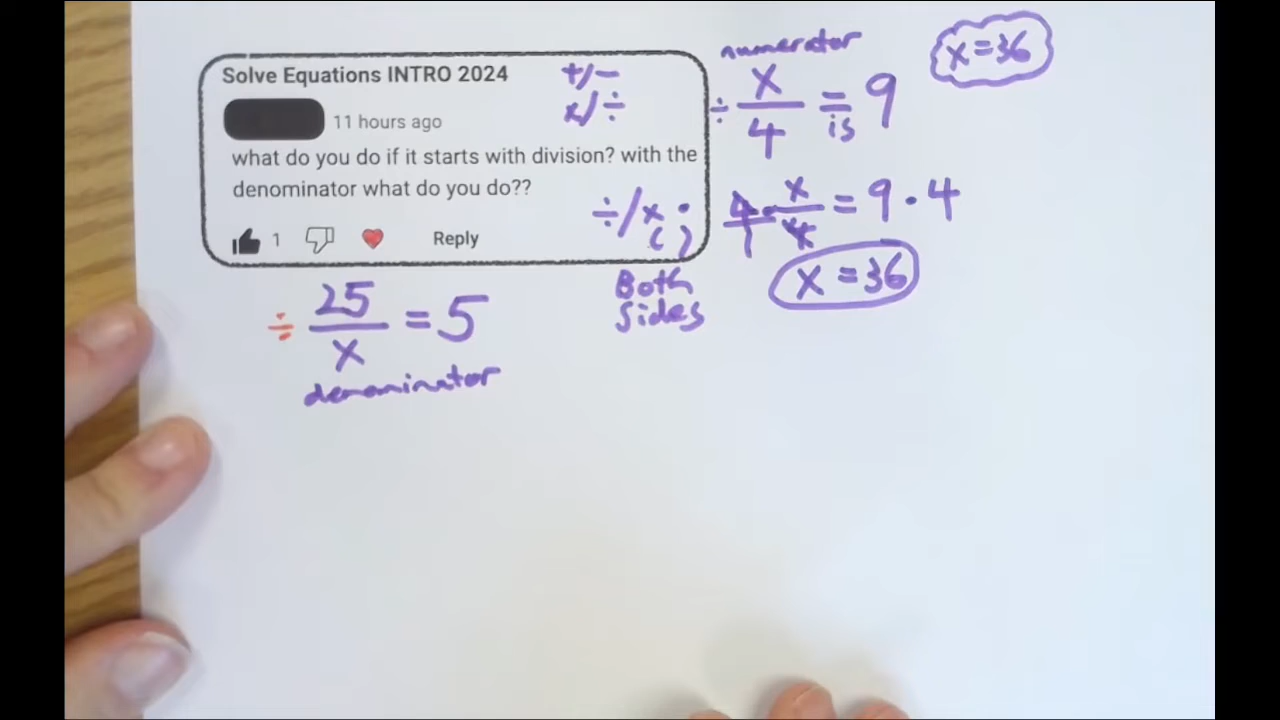 Solve Equations INTRO 2024
11 hours ago
what do you do if it starts with division? with the
denominator what do you do??
1
Reply
+/−
x/÷
÷/x · ( )
Both
sides
numerator
÷ x/4 = 9
is
x=36
4/1 · x/4 = 9 · 4
x = 36
÷ 25/x = 5
denominator